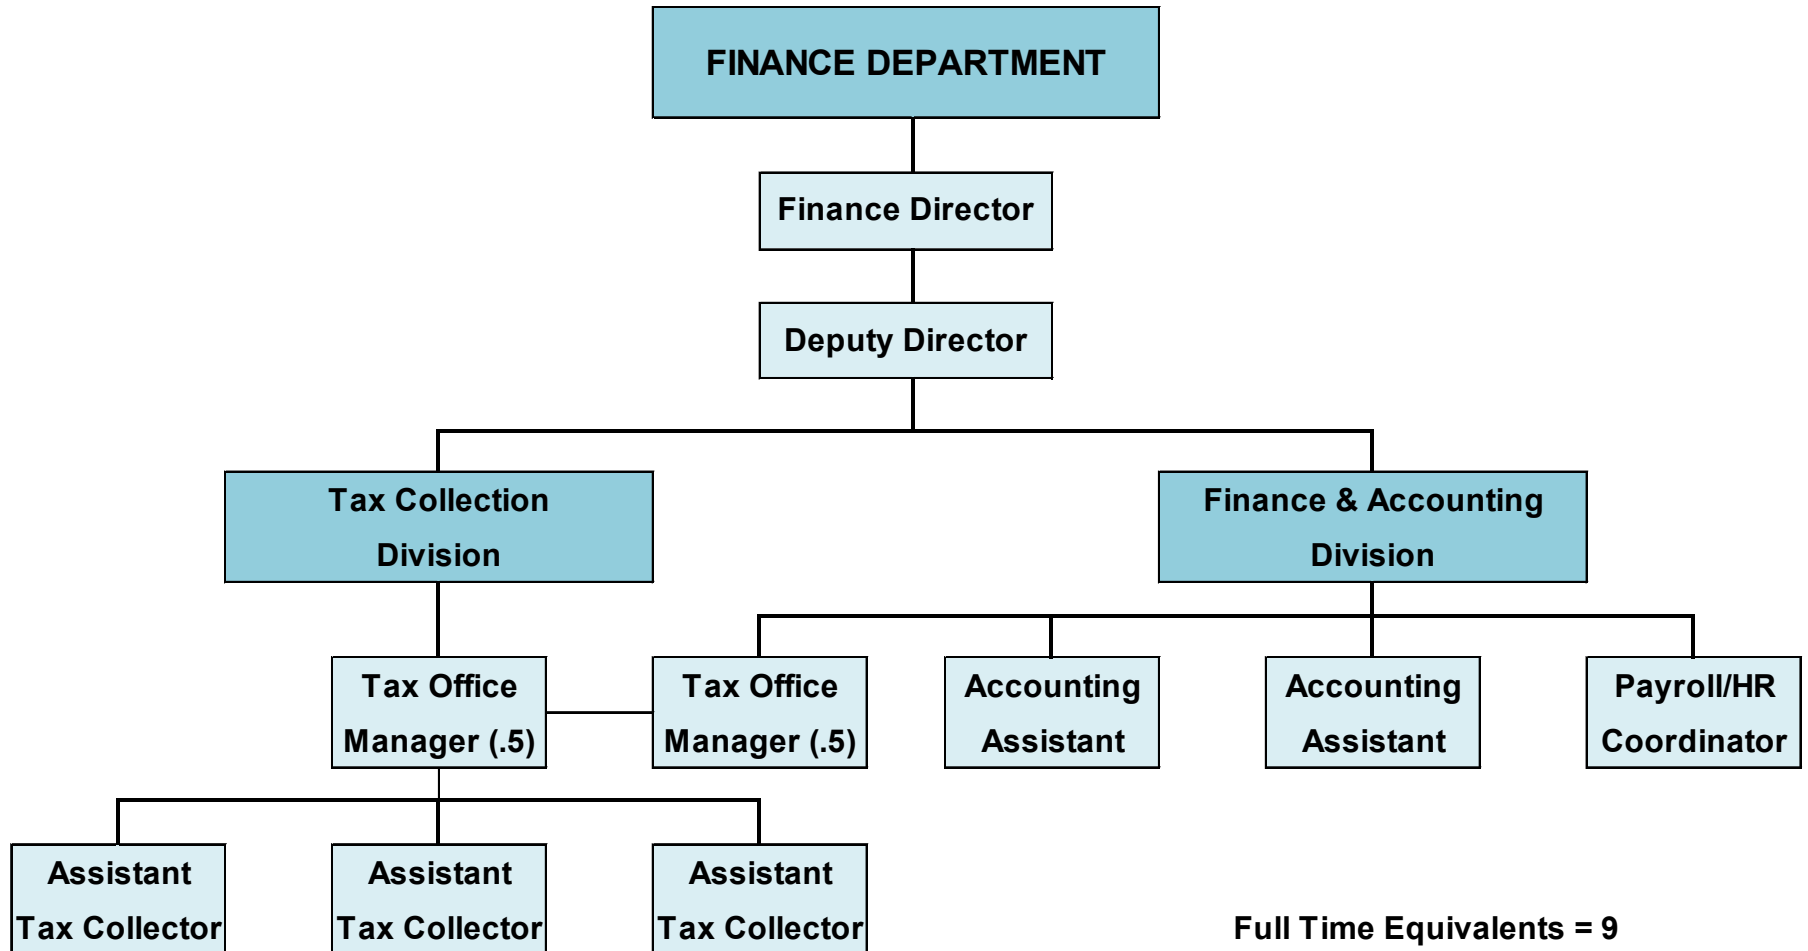 FINANCE DEPARTMENT
Finance Director
Deputy Director
Tax Collection
Division
Finance & Accounting
Division
Tax Office
Manager (.5)
Tax Office
Manager (.5)
Accounting
Assistant
Accounting
Assistant
Payroll/HR
Coordinator
Assistant
Tax Collector
Assistant
Tax Collector
Assistant
Tax Collector
Full Time Equivalents = 9